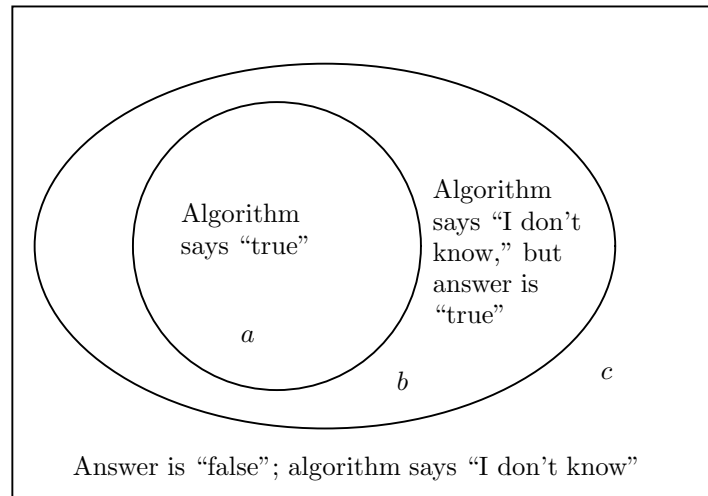 Algorithm
says “true”
Algorithm
says “I don't
know,” but
answer is
“true”
a
b
c
Answer is “false”; algorithm says “I don't know”